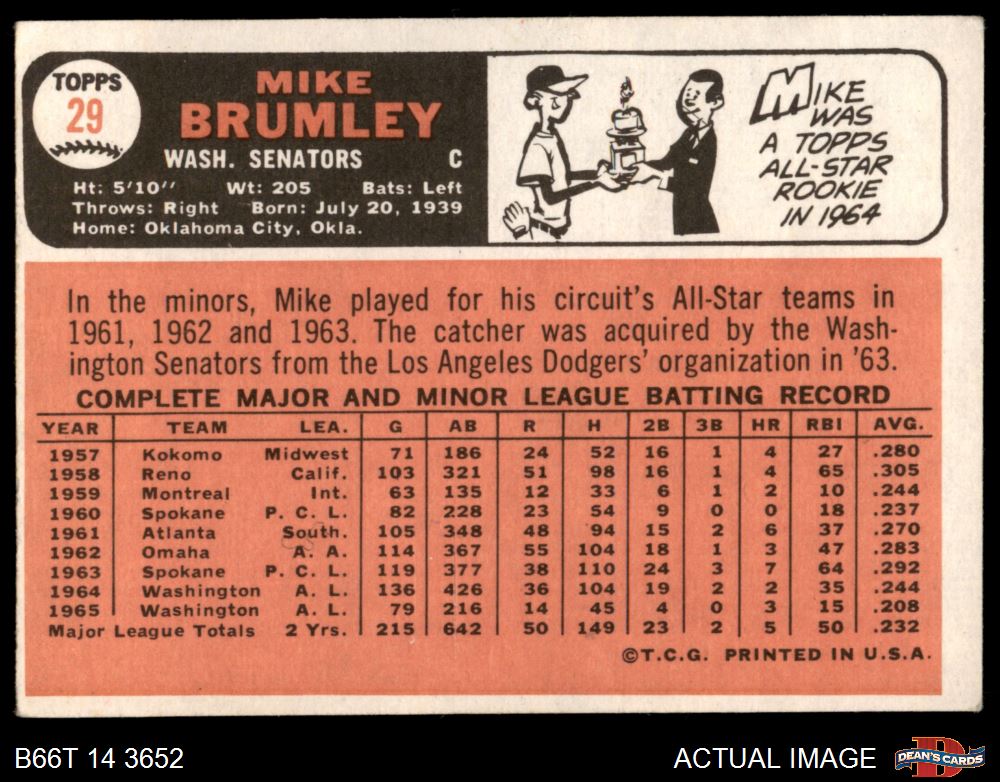 TOPPS
29
MIKE
BRUMLEY
WASH. SENATORS C
Ht: 5'10'' Wt: 205 Bats: Left
Throws: Right Born: July 20, 1939
Home: Oklahoma City, Okla.
MIKE
WAS
A TOPPS
ALL-STAR
ROOKIE
IN 1964
In the minors, Mike played for his circuit's All-Star teams in
1961, 1962 and 1963. The catcher was acquired by the Wash-
ington Senators from the Los Angeles Dodgers' organization in '63.
COMPLETE MAJOR AND MINOR LEAGUE BATTING RECORD
YEAR TEAM LEA. G AB R H 2B 3B HR RBI AVG.
1957 Kokomo Midwest 71 186 24 52 16 1 4 27 .280
1958 Reno Calif. 103 321 51 98 16 1 4 65 .305
1959 Montreal Int. 63 135 12 33 6 1 2 10 .244
1960 Spokane P. C. L. 82 228 23 54 9 0 0 18 .237
1961 Atlanta South. 105 348 48 94 15 2 6 37 .270
1962 Omaha A. A. 114 367 55 104 18 1 3 47 .283
1963 Spokane P. C. L. 119 377 38 110 24 3 7 64 .292
1964 Washington A. L. 136 426 36 104 19 2 2 35 .244
1965 Washington A. L. 79 216 14 45 4 0 3 15 .208
Major League Totals 2 Yrs. 215 642 50 149 23 2 5 50 .232
©T.C.G. PRINTED IN U.S.A.
B66T 14 3652 ACTUAL IMAGE
D
DEAN'S CARDS